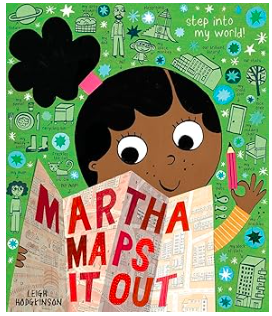 step into
my world!
MARTHA
MAPS
IT OUT
LEIGH
HODGKINSON